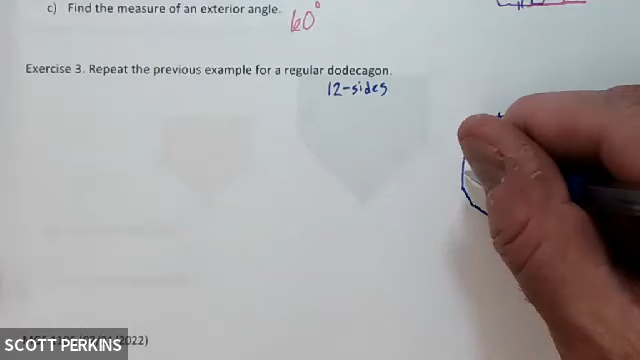 c) Find the measure of an exterior angle. 60°
Exercise 3. Repeat the previous example for a regular dodecagon.
12-sides
2022)
SCOTT PERKINS